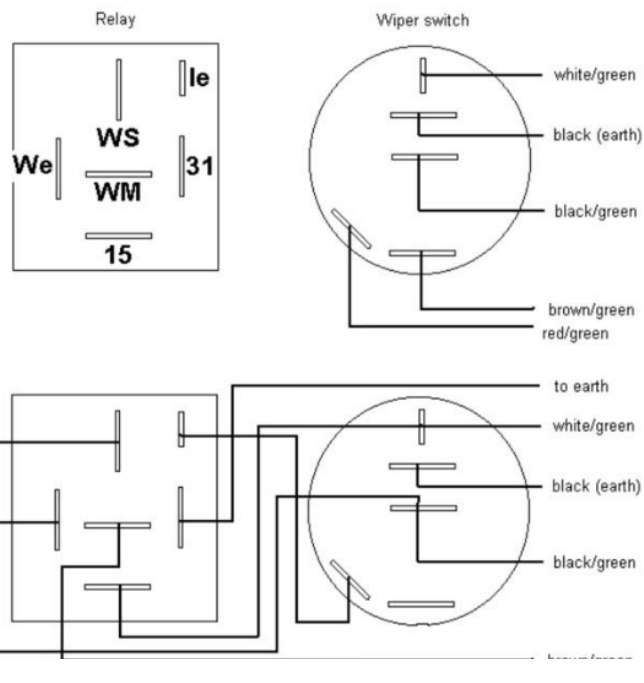 Relay
Wiper switch
Ie
white/green
WS
black (earth)
We
31
WM
black/green
15
brown/green
red/green
to earth
white/green
black (earth)
black/green